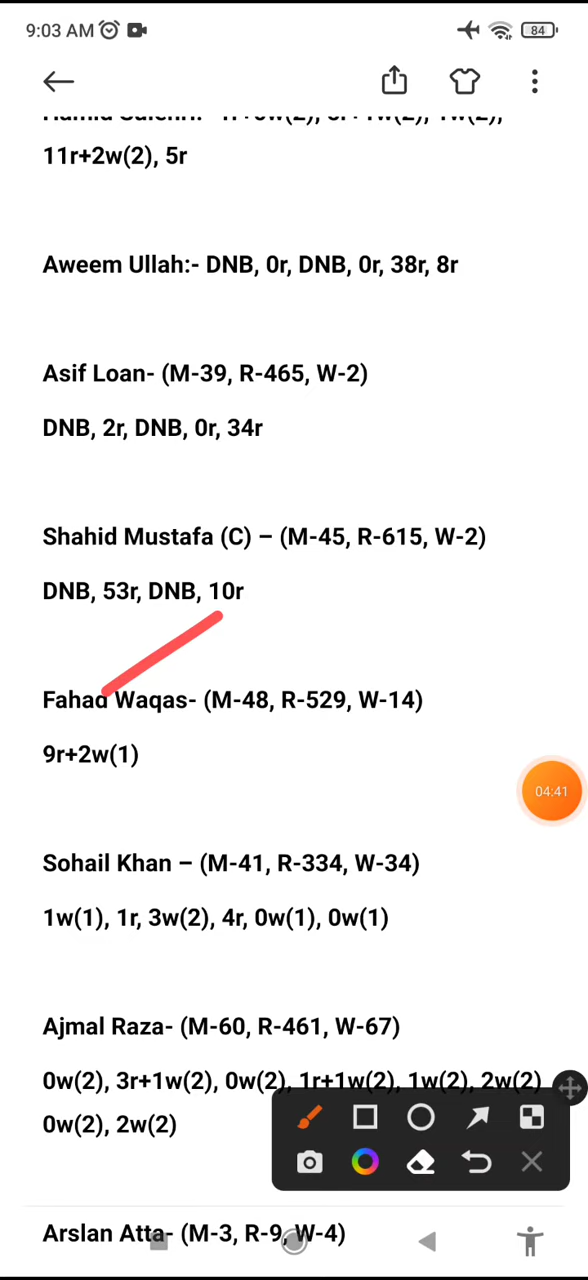 9:03 AM
84
11r+2w(2), 5r
Aweem Ullah:- DNB, 0r, DNB, 0r, 38r, 8r
Asif Loan- (M-39, R-465, W-2)
DNB, 2r, DNB, 0r, 34r
Shahid Mustafa (C) – (M-45, R-615, W-2)
DNB, 53r, DNB, 10r
Fahad Waqas- (M-48, R-529, W-14)
9r+2w(1)
04:41
Sohail Khan – (M-41, R-334, W-34)
1w(1), 1r, 3w(2), 4r, 0w(1), 0w(1)
Ajmal Raza- (M-60, R-461, W-67)
0w(2), 3r+1w(2), 0w(2), 1r+1w(2), 1w(2), 2w(2)
0w(2), 2w(2)
Arslan Atta- (M-3, R-9, W-4)